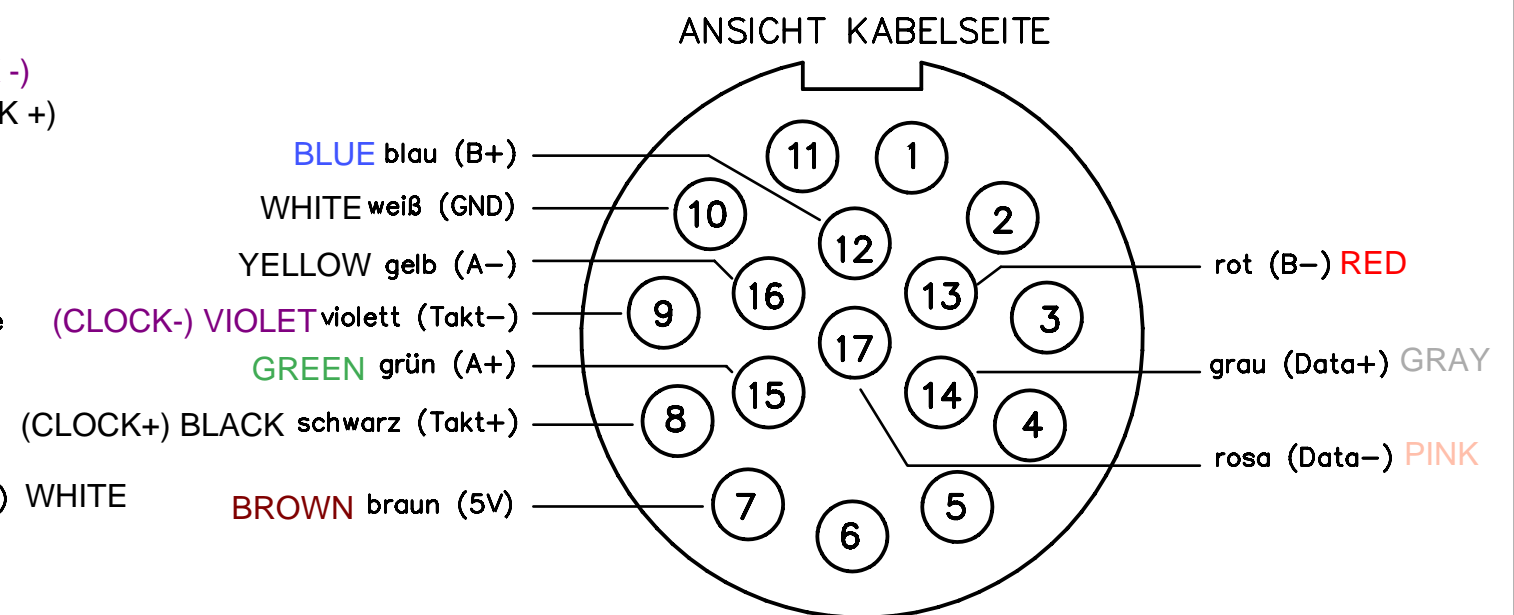 ANSICHT KABELSEITE
-)
K +)
BLUE blau (B+)
WHITE weiß (GND)
YELLOW gelb (A−)
e (CLOCK-) VIOLET violett (Takt−)
GREEN grün (A+)
(CLOCK+) BLACK schwarz (Takt+)
) WHITE
BROWN braun (5V)
11 1
10 2
12
16 13
9 3
17
15 14
8 4
7 5
6
rot (B−) RED
grau (Data+) GRAY
rosa (Data−) PINK